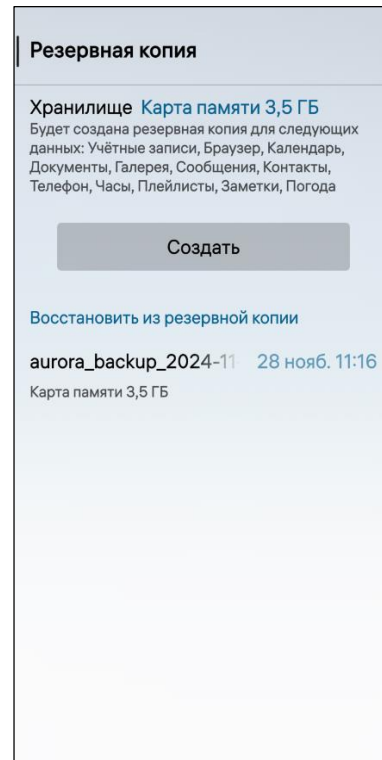 Резервная копия
Хранилище Карта памяти 3,5 ГБ
Будет создана резервная копия для следующих
данных: Учётные записи, Браузер, Календарь,
Документы, Галерея, Сообщения, Контакты,
Телефон, Часы, Плейлисты, Заметки, Погода
Создать
Восстановить из резервной копии
aurora_backup_2024-11 28 нояб. 11:16
Карта памяти 3,5 ГБ